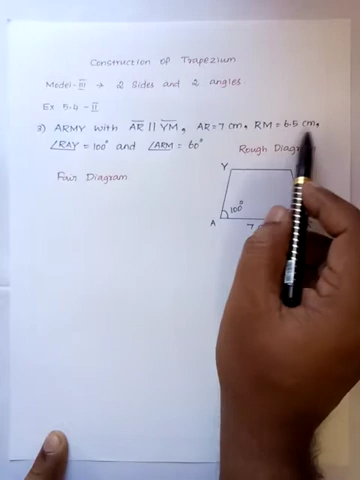 Construction of Trapezium
Model-III → 2 Sides and 2 angles.
Ex 5.4 - II
3) ARMY with AR || YM, AR = 7 cm, RM = 6.5 cm,
∠RAY = 100° and ∠ARM = 60°
Rough
Fair Diagram
Y
100°
A
7